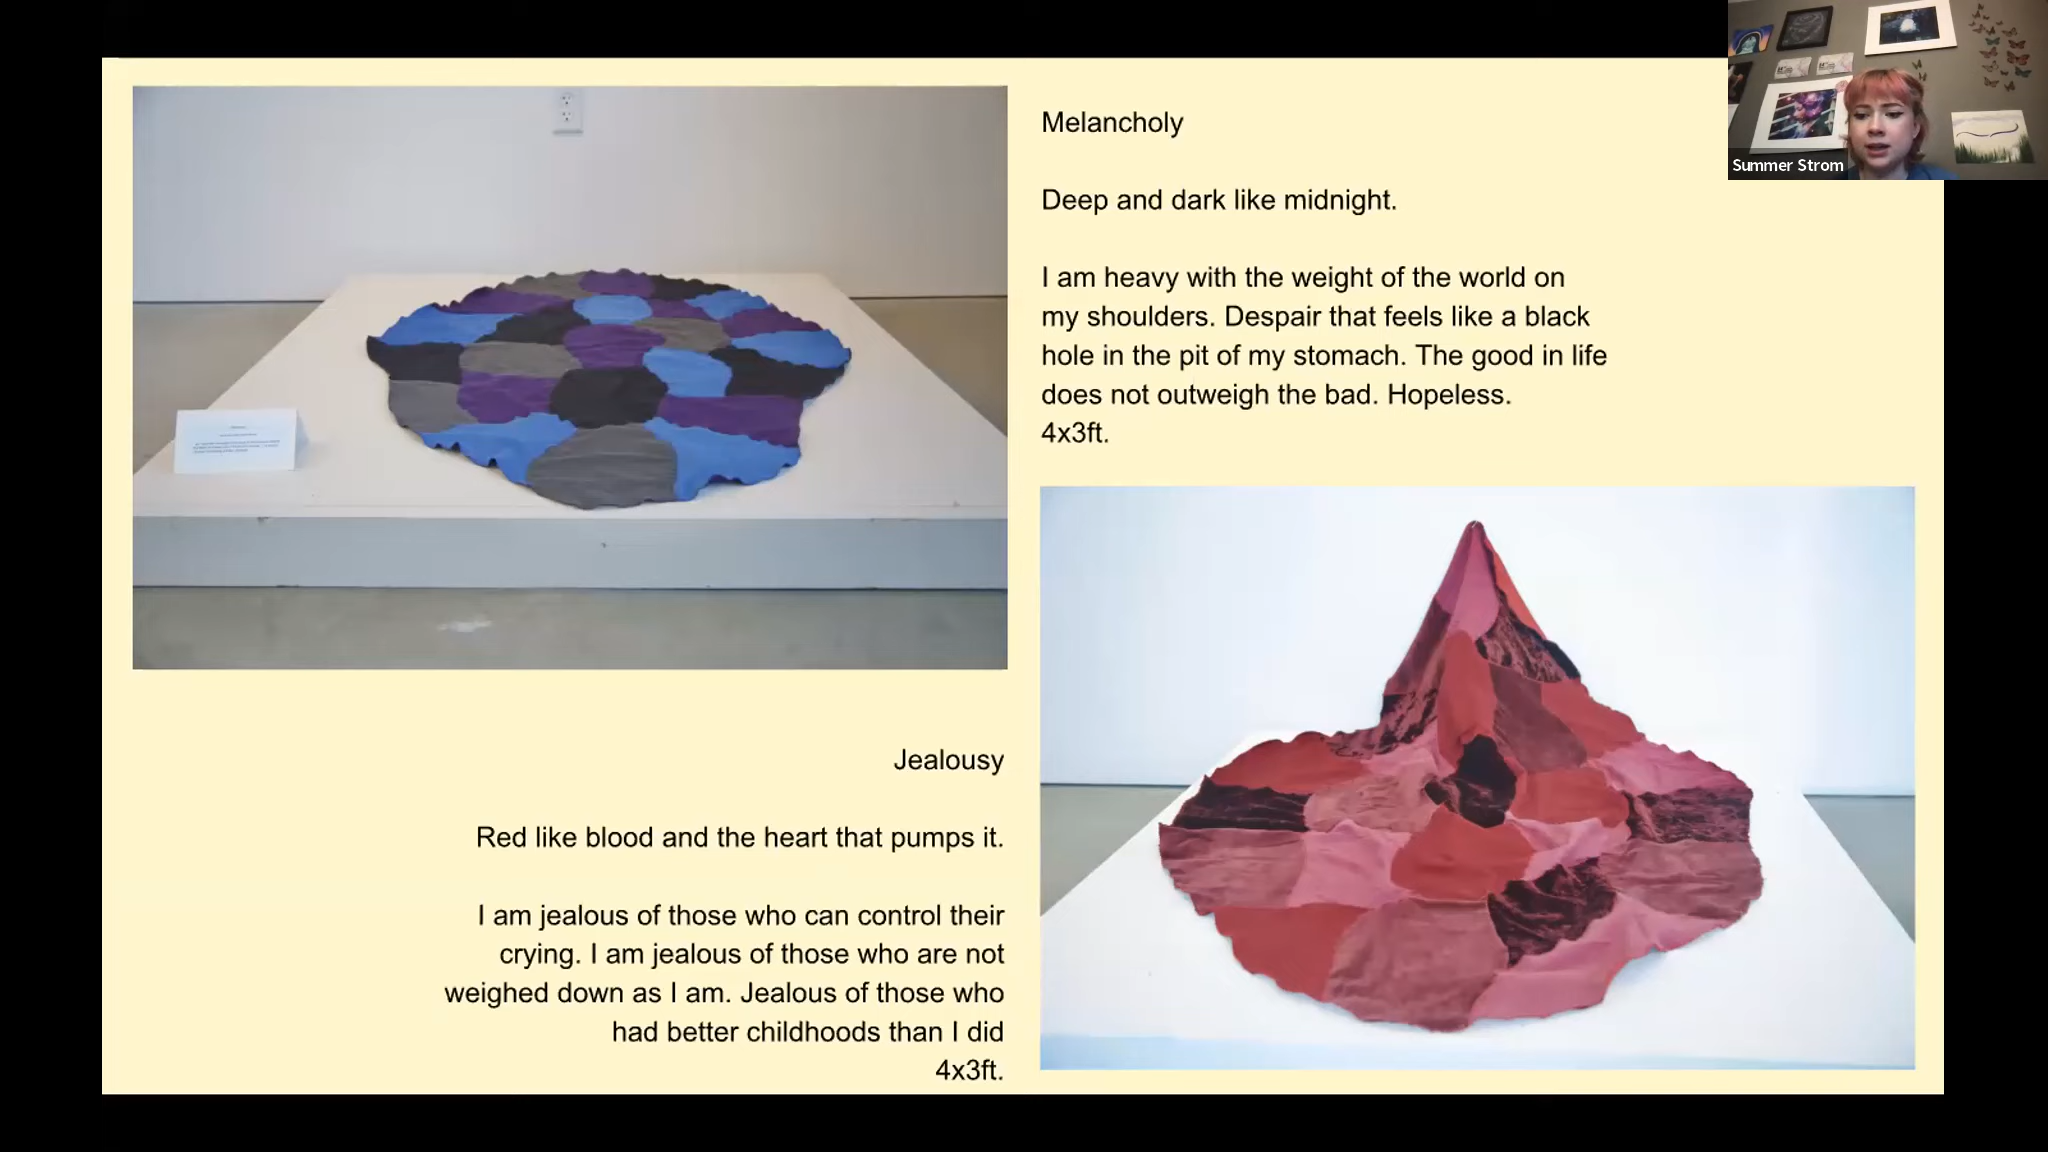 Melancholy
Deep and dark like midnight.
I am heavy with the weight of the world on
my shoulders. Despair that feels like a black
hole in the pit of my stomach. The good in life
does not outweigh the bad. Hopeless.
4x3ft.
Jealousy
Red like blood and the heart that pumps it.
I am jealous of those who can control their
crying. I am jealous of those who are not
weighed down as I am. Jealous of those who
had better childhoods than I did
4x3ft.
Summer Strom